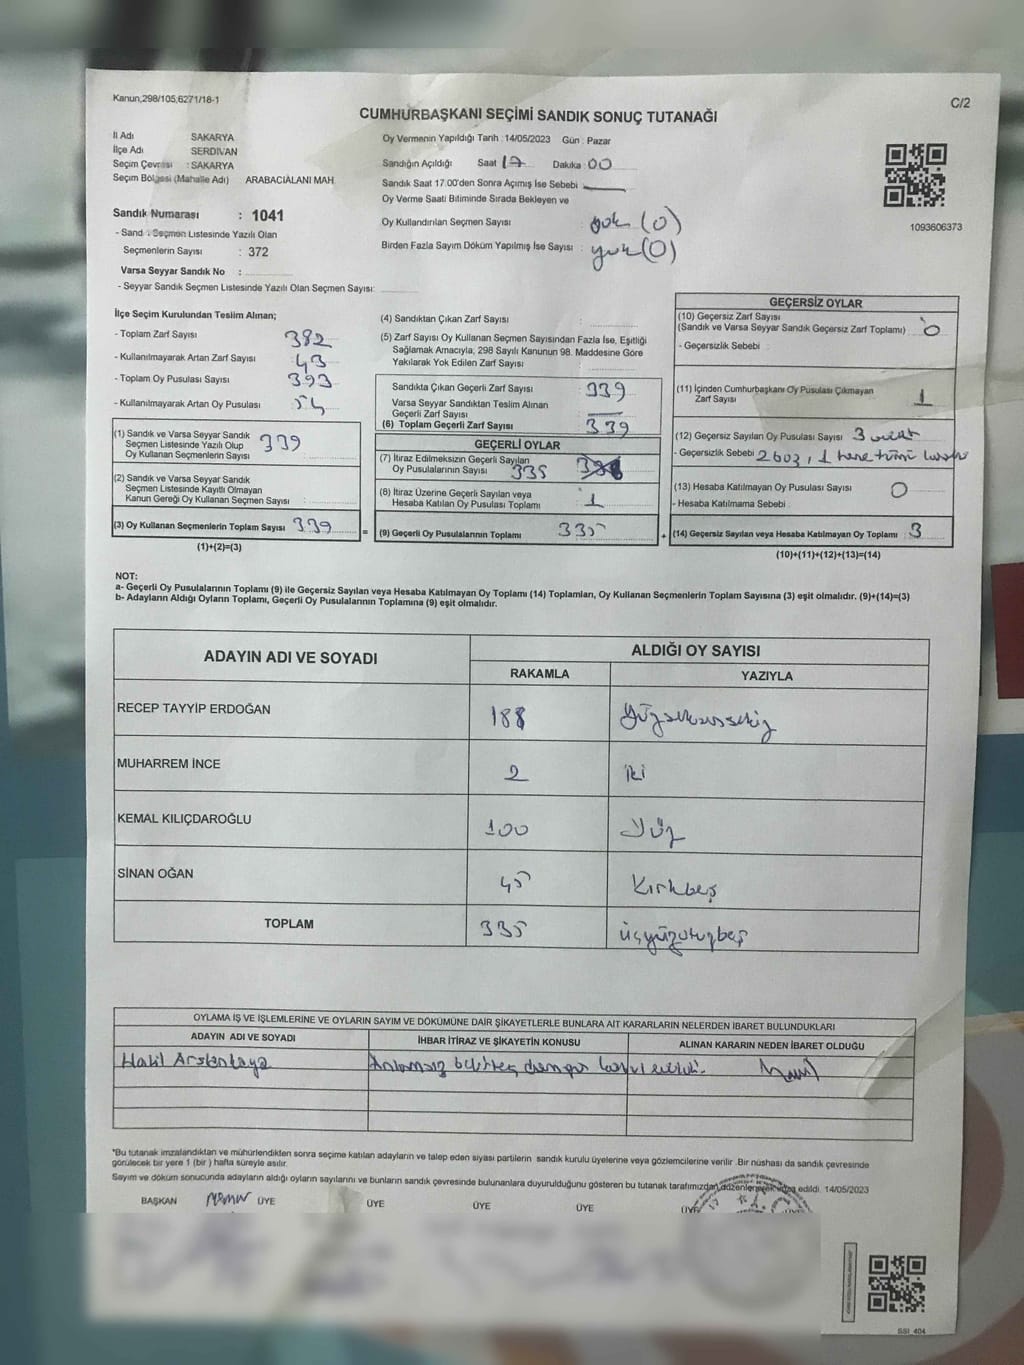 Kanun,298/105,6271/18-1
C/2
CUMHURBAŞKANI SEÇİMİ SANDIK SONUÇ TUTANAĞI
İl Adı SAKARYA
İlçe Adı SERDİVAN
Seçim Çevresi : SAKARYA
Seçim Bölgesi (Mahalle Adı) ARABACIALANI MAH
Sandık Numarası : 1041
- Sand Seçmen Listesinde Yazılı Olan
Seçmenlerin Sayısı : 372
Varsa Seyyar Sandık No :
- Seyyar Sandık Seçmen Listesinde Yazılı Olan Seçmen Sayısı:
Oy Vermenin Yapıldığı Tarih : 14/05/2023 Gün : Pazar
Sandığın Açıldığı Saat 17 Dakika : 00
Sandık Saat 17.00'den Sonra Açımış İse Sebebi
Oy Verme Saati Bitiminde Sırada Bekleyen ve
Oy Kullandırılan Seçmen Sayısı : yok (0)
Birden Fazla Sayım Döküm Yapılmış İse Sayısı : yok (0)
1093606373
İlçe Seçim Kurulundan Teslim Alınan;
- Toplam Zarf Sayısı 382
- Kullanılmayarak Artan Zarf Sayısı : 43
- Toplam Oy Pusulası Sayısı : 393
- Kullanılmayarak Artan Oy Pusulası : 54
(1) Sandık ve Varsa Seyyar Sandık
Seçmen Listesinde Yazılı Olup
Oy Kullanan Seçmenlerin Sayısı : 339
(2) Sandık ve Varsa Seyyar Sandık
Seçmen Listesinde Kayıtlı Olmayan
Kanun Gereği Oy Kullanan Seçmen Sayısı :
(3) Oy Kullanan Seçmenlerin Toplam Sayısı : 339 =
(1)+(2)=(3)
(4) Sandıktan Çıkan Zarf Sayısı :
(5) Zarf Sayısı Oy Kullanan Seçmen Sayısından Fazla İse, Eşitliği
Sağlamak Amacıyla, 298 Sayılı Kanunun 98. Maddesine Göre
Yakılarak Yok Edilen Zarf Sayısı :
Sandıkta Çıkan Geçerli Zarf Sayısı : 339
Varsa Seyyar Sandıktan Teslim Alınan
Geçerli Zarf Sayısı :
(6) Toplam Geçerli Zarf Sayısı : 339
GEÇERLİ OYLAR
(7) İtiraz Edilmeksizin Geçerli Sayılan
Oy Pusulalarının Sayısı : 335
(8) İtiraz Üzerine Geçerli Sayılan veya
Hesaba Katılan Oy Pusulası Toplamı : 1
(9) Geçerli Oy Pusulalarının Toplamı : 335 +
GEÇERSİZ OYLAR
(10) Geçersiz Zarf Sayısı
(Sandık ve Varsa Seyyar Sandık Geçersiz Zarf Toplamı) : 0
- Geçersizlik Sebebi :
(11) İçinden Cumhurbaşkanı Oy Pusulası Çıkmayan
Zarf Sayısı : 1
(12) Geçersiz Sayılan Oy Pusulası Sayısı : 3
- Geçersizlik Sebebi 1 tane
(13) Hesaba Katılmayan Oy Pusulası Sayısı : 0
- Hesaba Katılmama Sebebi :
(14) Geçersiz Sayılan veya Hesaba Katılmayan Oy Toplamı : 3
(10)+(11)+(12)+(13)=(14)
NOT:
a- Geçerli Oy Pusulalarının Toplamı (9) ile Geçersiz Sayılan veya Hesaba Katılmayan Oy Toplamı (14) Toplamları, Oy Kullanan Seçmenlerin Toplam Sayısına (3) eşit olmalıdır. (9)+(14)=(3)
b- Adayların Aldığı Oyların Toplamı, Geçerli Oy Pusulalarının Toplamına (9) eşit olmalıdır.
ADAYIN ADI VE SOYADI ALDIĞI OY SAYISI
RAKAMLA YAZIYLA
RECEP TAYYİP ERDOĞAN 188 Yüzseksensekiz
MUHARREM İNCE 2 iki
KEMAL KILIÇDAROĞLU 100 Yüz
SİNAN OĞAN 45 Kırkbeş
TOPLAM 335 üçyüzotuzbeş
OYLAMA İŞ VE İŞLEMLERİNE VE OYLARIN SAYIM VE DÖKÜMÜNE DAİR ŞİKAYETLERLE BUNLARA AİT KARARLARIN NELERDEN İBARET BULUNDUKLARI
ADAYIN ADI VE SOYADI İHBAR İTİRAZ VE ŞİKAYETİN KONUSU ALINAN KARARIN NEDEN İBARET OLDUĞU
Halil Arslankaya
*Bu tutanak imzalandıktan ve mühürlendikten sonra seçime katılan adayların ve talep eden siyasi partilerin sandık kurulu üyelerine veya gözlemcilerine verilir .Bir nüshası da sandık çevresinde
görülecek bir yere 1 (bir ) hafta süreyle asılır.
Sayım ve döküm sonucunda adayların aldığı oyların sayılarını ve bunların sandık çevresinde bulunanlara duyurulduğunu gösteren bu tutanak tarafımızdan düzenlenerek edildi. 14/05/2023
BAŞKAN memur ÜYE ÜYE ÜYE ÜYE ÜYE
SSI_404